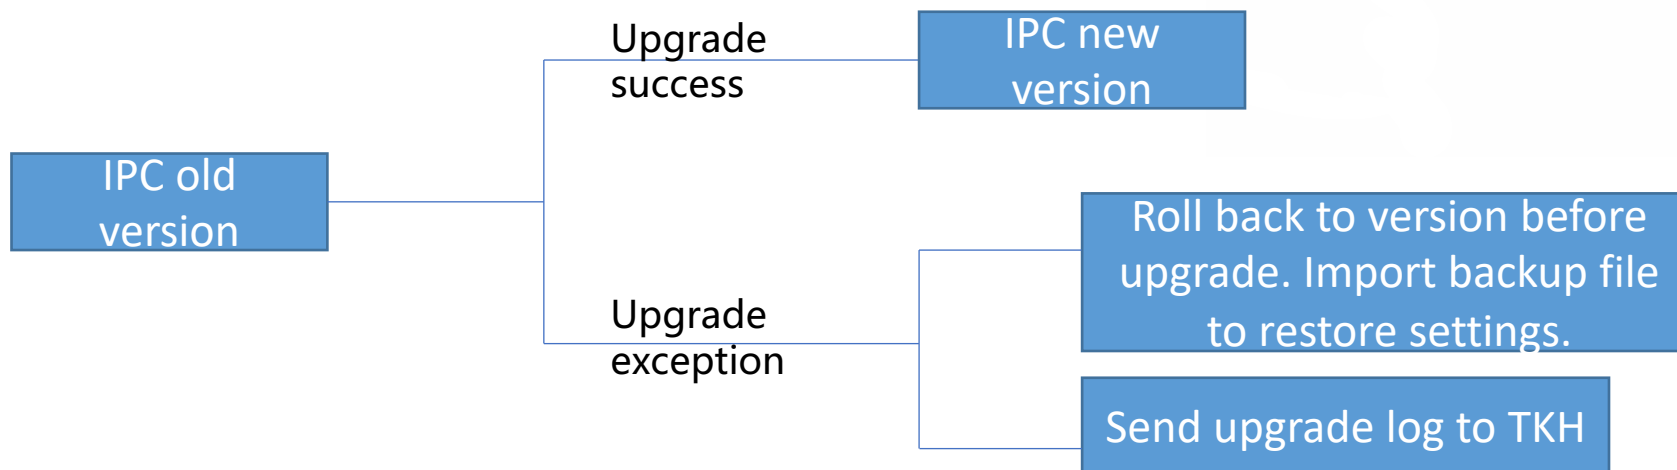 Upgrade
success
IPC new
version
IPC old
version
Roll back to version before
upgrade. Import backup file
to restore settings.
Upgrade
exception
Send upgrade log to TKH